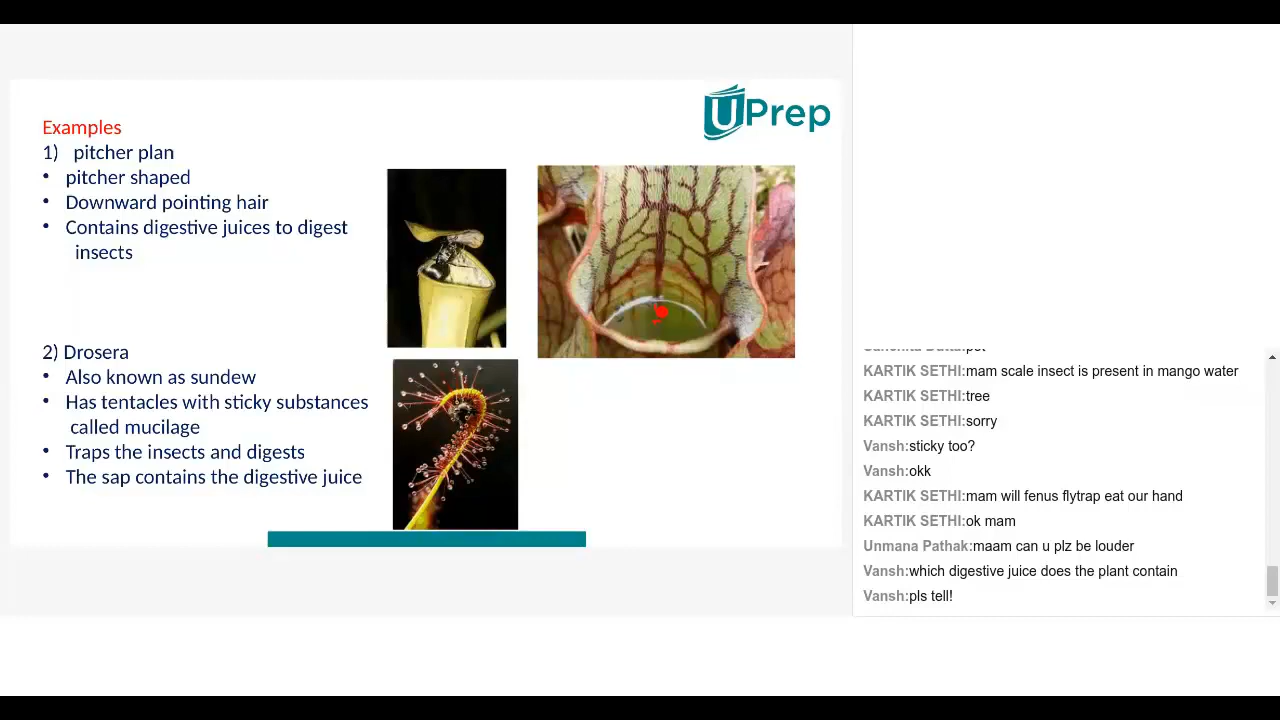 UPrep
Examples
1) pitcher plan
• pitcher shaped
• Downward pointing hair
• Contains digestive juices to digest
insects
2) Drosera
• Also known as sundew
• Has tentacles with sticky substances
called mucilage
• Traps the insects and digests
• The sap contains the digestive juice
KARTIK SETHI:mam scale insect is present in mango water
KARTIK SETHI:tree
KARTIK SETHI:sorry
Vansh:sticky too?
Vansh:okk
KARTIK SETHI:mam will fenus flytrap eat our hand
KARTIK SETHI:ok mam
Unmana Pathak:maam can u plz be louder
Vansh:which digestive juice does the plant contain
Vansh:pls tell!